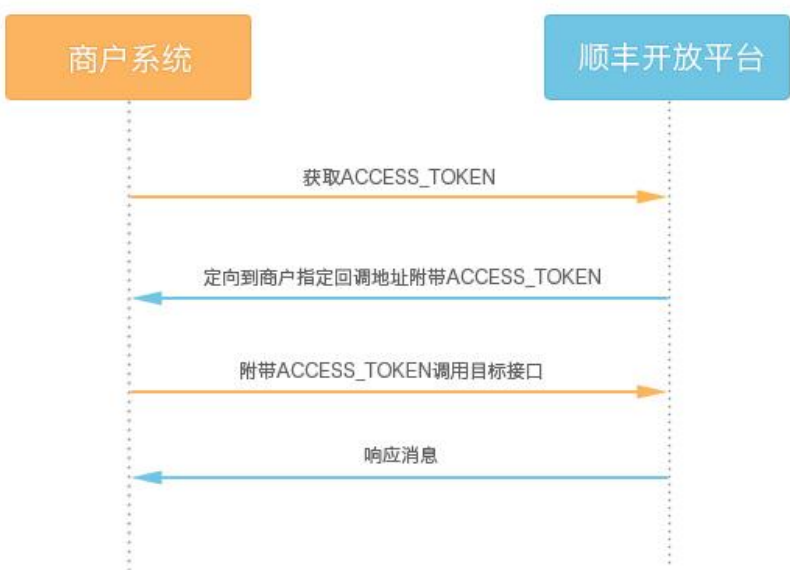 商户系统
顺丰开放平台
获取ACCESS_TOKEN
定向到商户指定回调地址附带ACCESS_TOKEN
附带ACCESS_TOKEN调用目标接口
响应消息